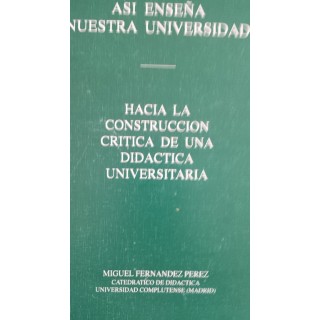 ASI ENSEÑA
NUESTRA UNIVERSIDAD
HACIA LA
CONSTRUCCION
CRITICA DE UNA
DIDACTICA
UNIVERSITARIA
MIGUEL FERNANDEZ PEREZ
CATEDRATICO DE DIDACTICA
UNIVERSIDAD COMPLUTENSE (MADRID)